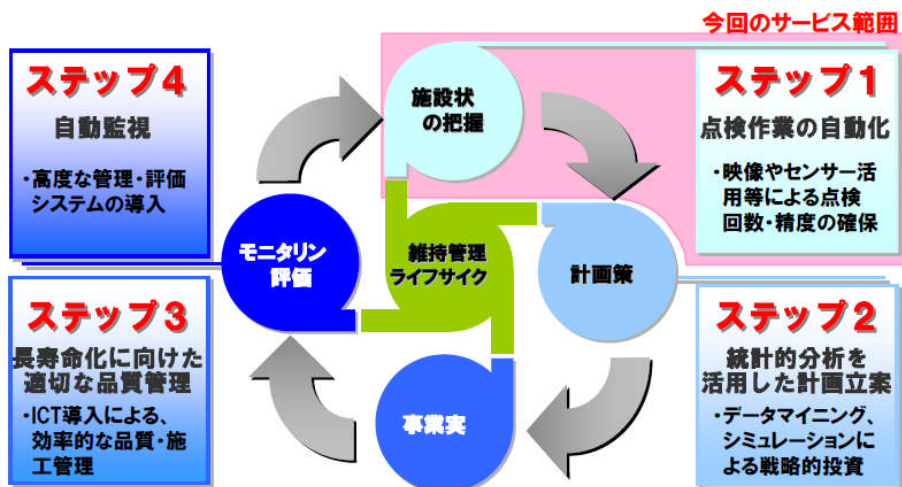 今回のサービス範囲
ステップ4
自動監視
・高度な管理・評価
システムの導入
施設状
の把握
ステップ1
点検作業の自動化
・映像やセンサー活
用等による点検
回数・精度の確保
モニタリン
評価
維持管理
ライフサイク
計画策
ステップ3
長寿命化に向けた
適切な品質管理
・ICT導入による、
効率的な品質・施
工管理
事業実
ステップ2
統計的分析を
活用した計画立案
・データマイニング、
シミュレーションに
よる戦略的投資